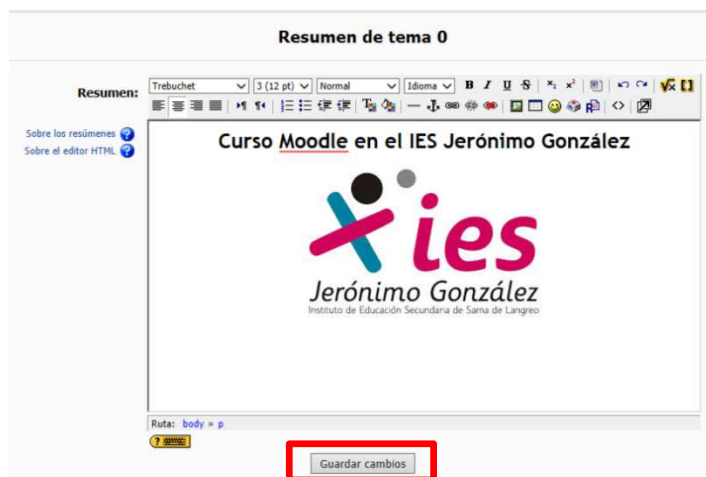 Resumen de tema 0
Resumen:
Trebuchet 3 (12 pt) Normal Idioma B I U S x₂ x²
Sobre los resúmenes ?
Sobre el editor HTML ?
Curso Moodle en el IES Jerónimo González
ies
Jerónimo González
Instituto de Educación Secundaria de Sama de Langreo
Ruta: body » p
?
Guardar cambios